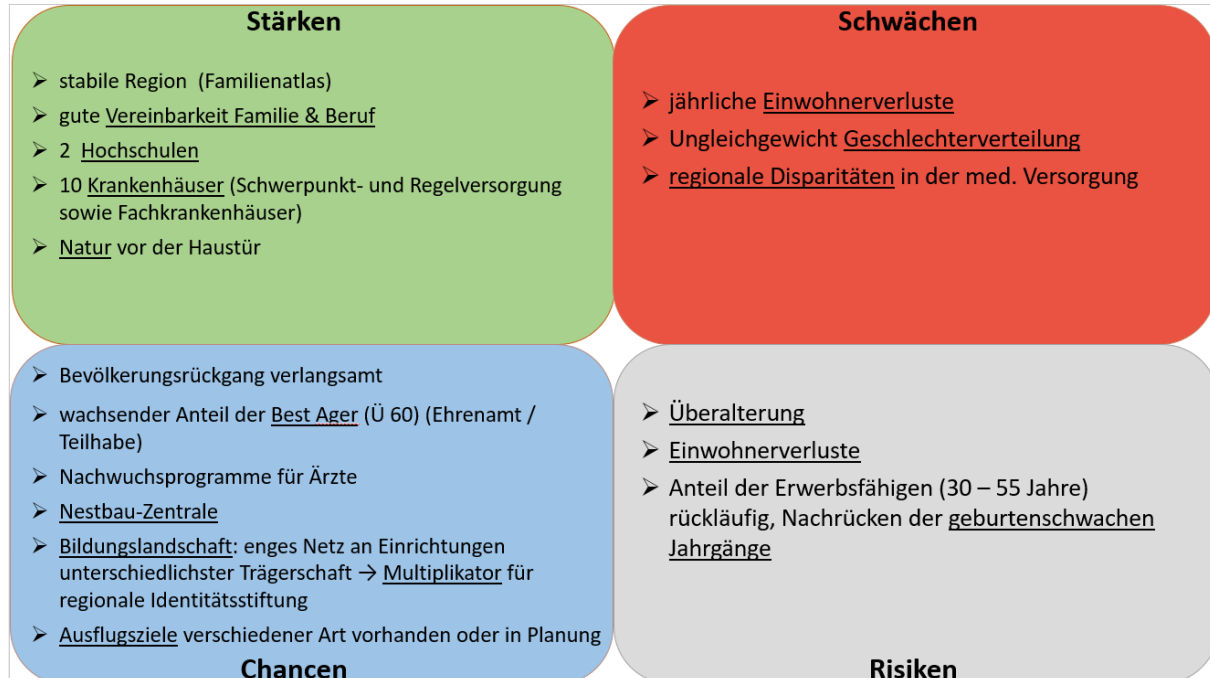 Stärken
➢ stabile Region (Familienatlas)
➢ gute Vereinbarkeit Familie & Beruf
➢ 2 Hochschulen
➢ 10 Krankenhäuser (Schwerpunkt- und Regelversorgung
sowie Fachkrankenhäuser)
➢ Natur vor der Haustür
Schwächen
➢ jährliche Einwohnerverluste
➢ Ungleichgewicht Geschlechterverteilung
➢ regionale Disparitäten in der med. Versorgung
➢ Bevölkerungsrückgang verlangsamt
➢ wachsender Anteil der Best Ager (Ü 60) (Ehrenamt /
Teilhabe)
➢ Nachwuchsprogramme für Ärzte
➢ Nestbau-Zentrale
➢ Bildungslandschaft: enges Netz an Einrichtungen
unterschiedlichster Trägerschaft → Multiplikator für
regionale Identitätsstiftung
➢ Ausflugsziele verschiedener Art vorhanden oder in Planung
Chancen
➢ Überalterung
➢ Einwohnerverluste
➢ Anteil der Erwerbsfähigen (30 – 55 Jahre)
rückläufig, Nachrücken der geburtenschwachen
Jahrgänge
Risiken